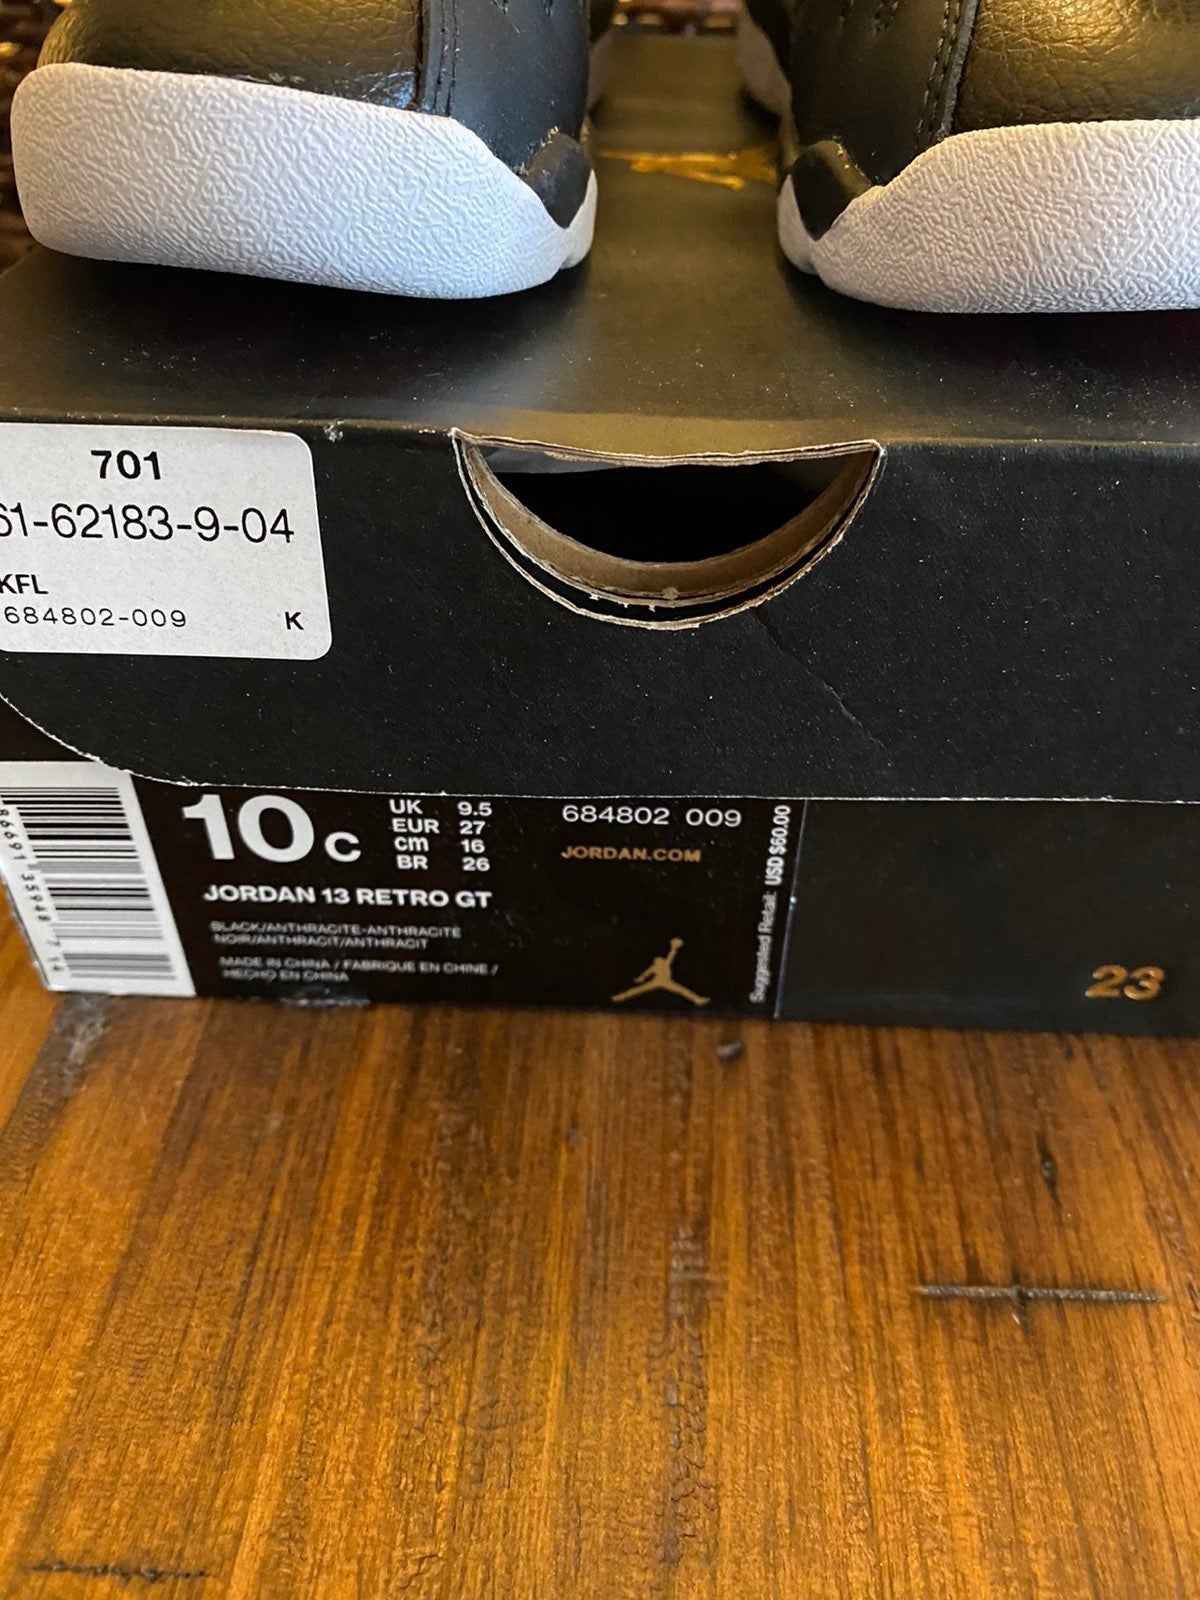 701
61-62183-9-04
KFL
684802-009 K
10c
UK 9.5
EUR 27
cm 16
BR 26
684802 009
JORDAN.COM
JORDAN 13 RETRO GT
BLACK/ANTHRACITE-ANTHRACITE
NOIR/ANTHRACIT/ANTHRACIT
MADE IN CHINA / FABRIQUE EN CHINE /
HECHO EN CHINA
Suggested Retail: USD $60.00
23